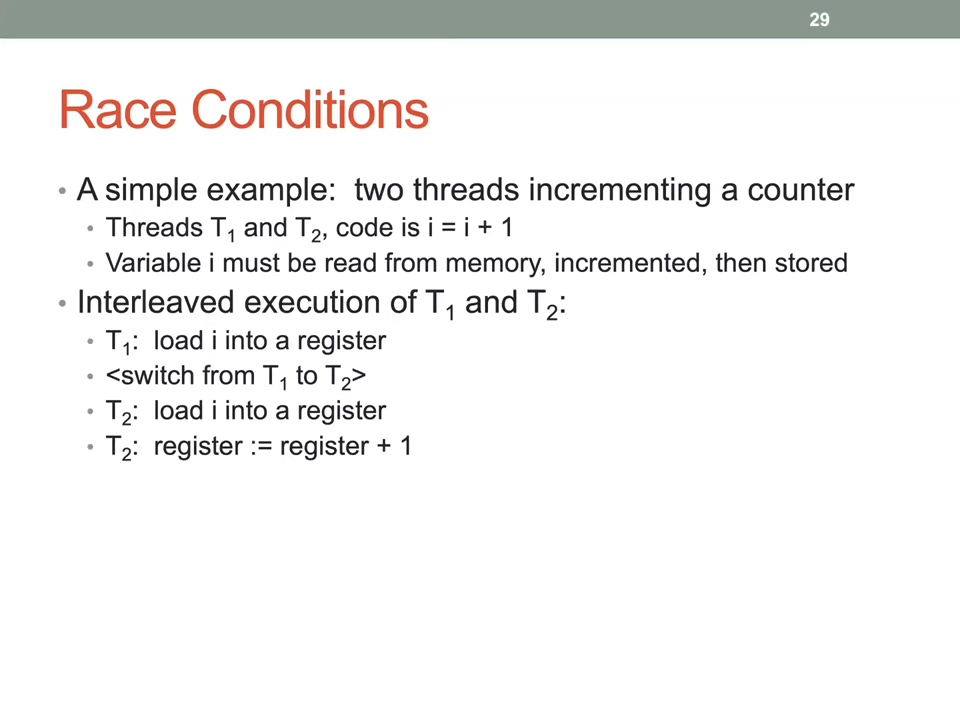 29
Race Conditions
• A simple example:  two threads incrementing a counter
• Threads T₁ and T₂, code is i = i + 1
• Variable i must be read from memory, incremented, then stored
• Interleaved execution of T₁ and T₂:
• T₁:  load i into a register
• <switch from T₁ to T₂>
• T₂:  load i into a register
• T₂:  register := register + 1